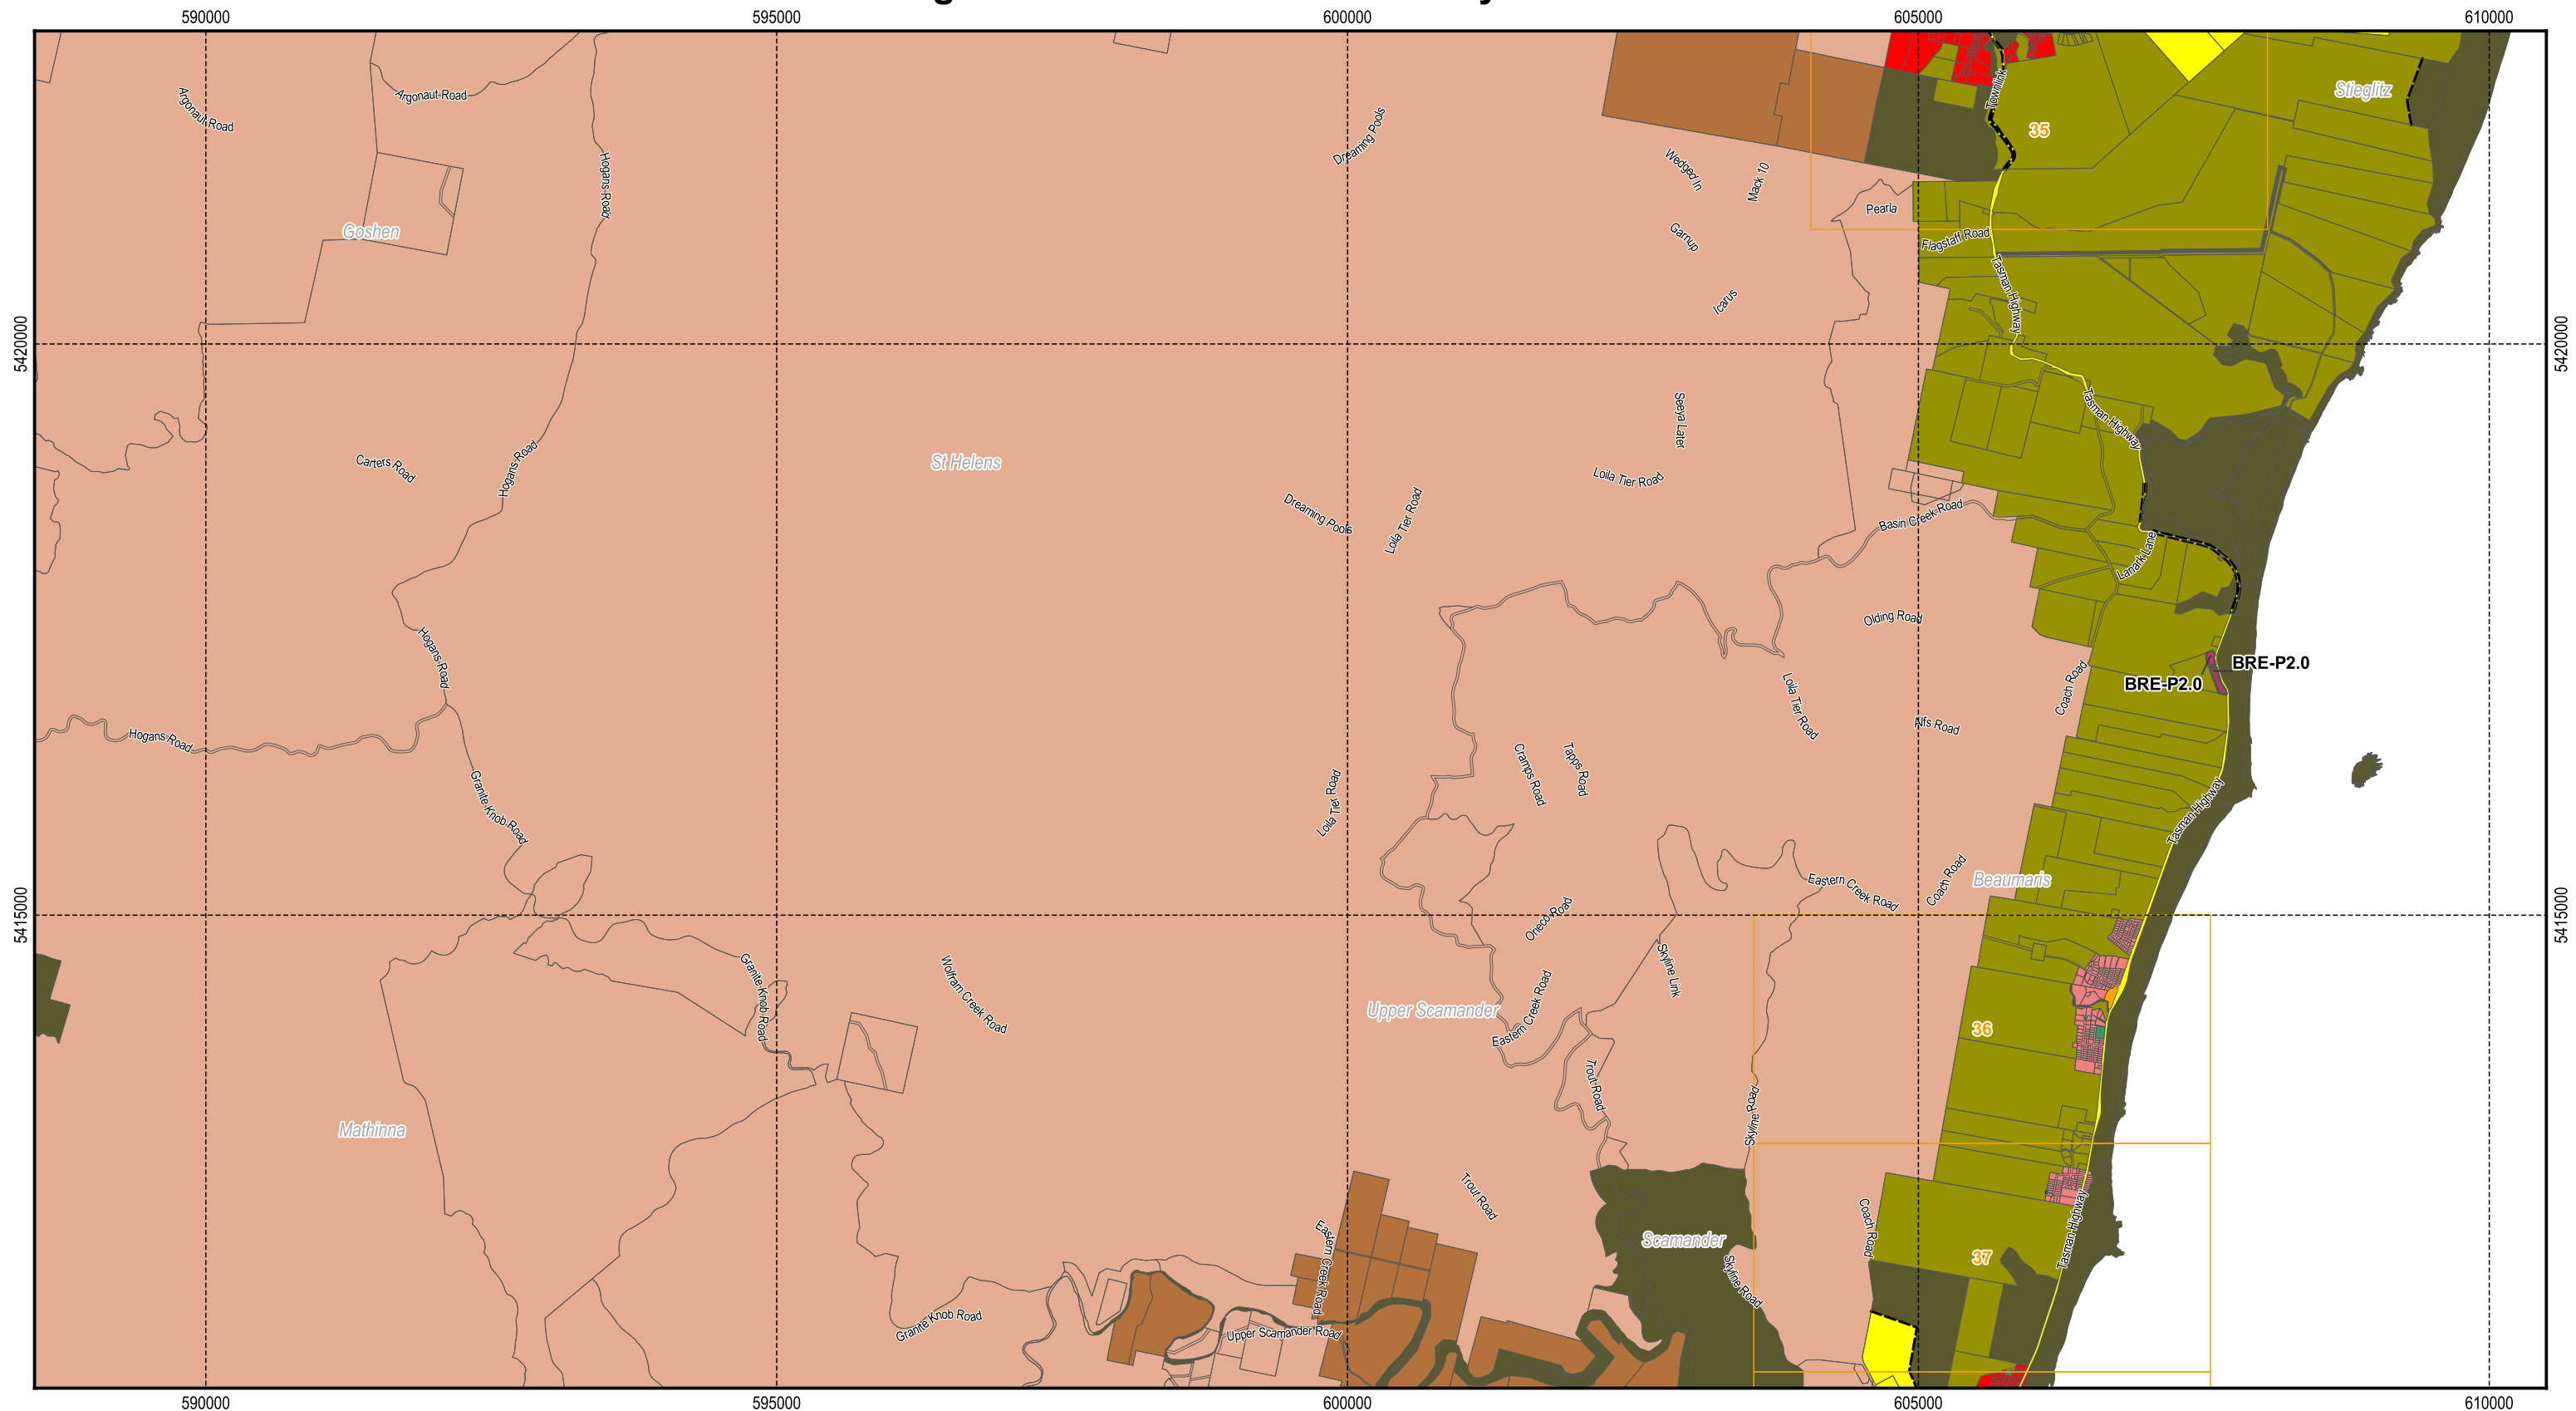 590000
595000
600000
605000
610000
Argonaut Road
Argonaut Road
Hogans Road
Dreaming Pools
Townlink
Stieglitz
35
Wedged In
Mack 10
Pearla
Goshen
Garnup
Flagstaff Road
Tasman Highway
Icarus
5420000
5420000
Seeya Later
Tasman Highway
St Helens
Carters Road
Hogans Road
Loila Tier Road
Dreaming Pools
Loila Tier Road
Basin Creek Road
Lanark Lane
Olding Road
Hogans Road
BRE-P2.0
BRE-P2.0
Coach Road
Loila Tier Road
Alfs Road
Hogans Road
Cramps Road
Tapps Road
Granite Knob Road
Loila Tier Road
Tasman Highway
Eastern Creek Road
Coach Road
Beaumaris
5415000
5415000
Orieco Road
Skyline Link
Granite Knob Road
Wolfram Creek Road
Upper Scamander
Eastern Creek Road
36
Trout Road
Skyline Road
Mathinna
Trout Road
Coach Road
Tasman Highway
Scamander
Eastern Creek Road
37
Skyline Road
Granite Knob Road
Upper Scamander Road
590000
595000
600000
605000
610000